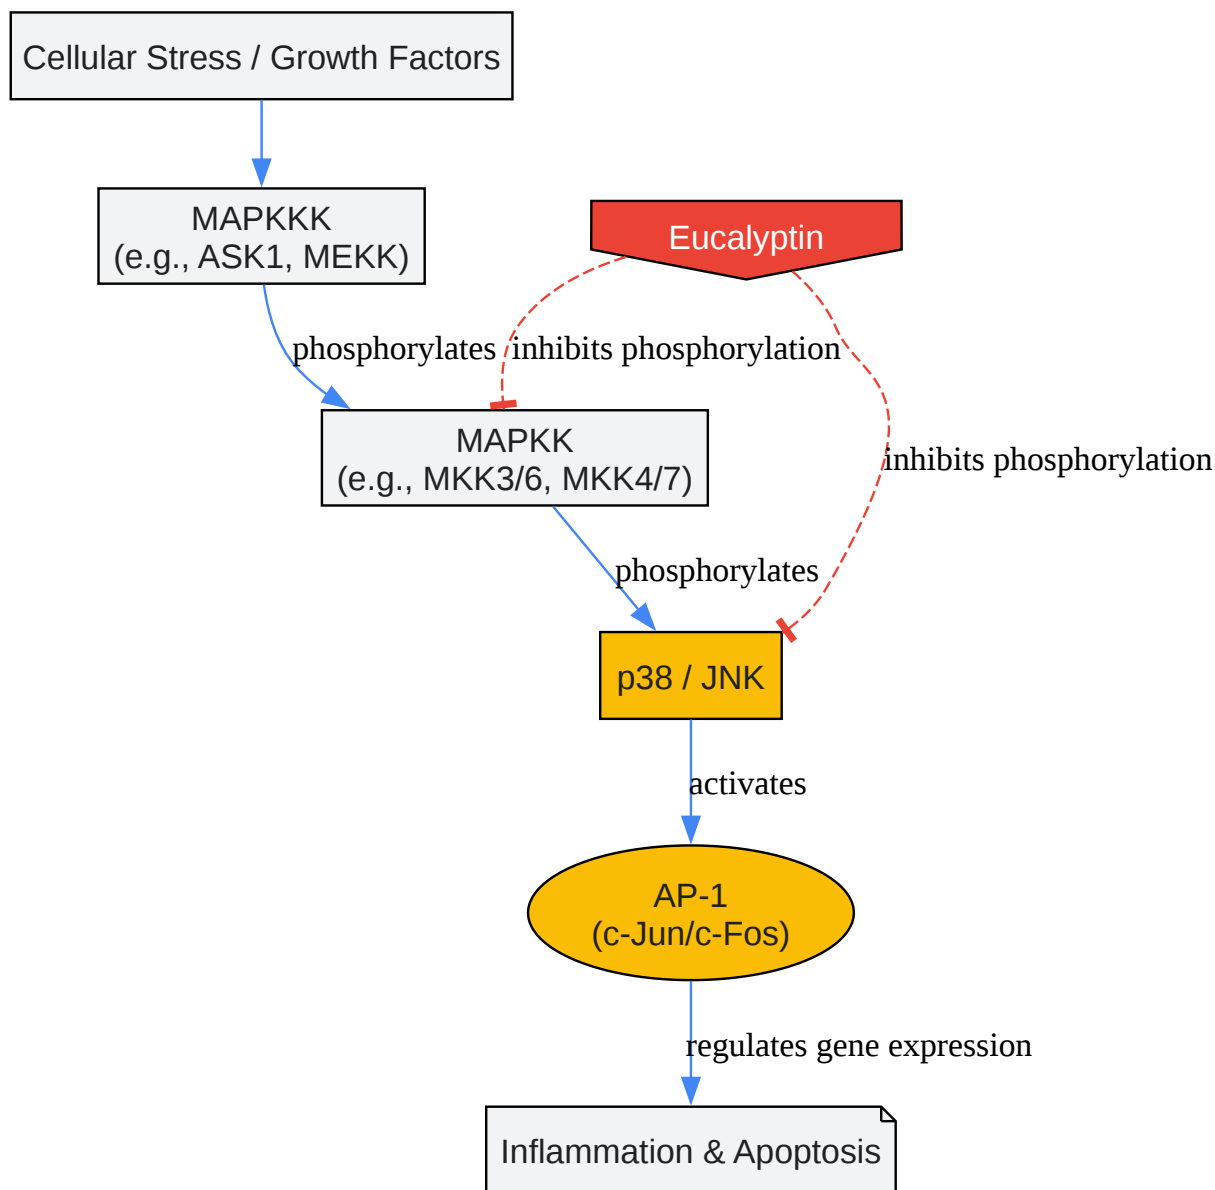 Cellular Stress / Growth Factors
MAPKKK
(e.g., ASK1, MEKK)
Eucalyptin
phosphorylates
inhibits phosphorylation
MAPKK
(e.g., MKK3/6, MKK4/7)
inhibits phosphorylation
phosphorylates
p38 / JNK
activates
AP-1
(c-Jun/c-Fos)
regulates gene expression
Inflammation & Apoptosis